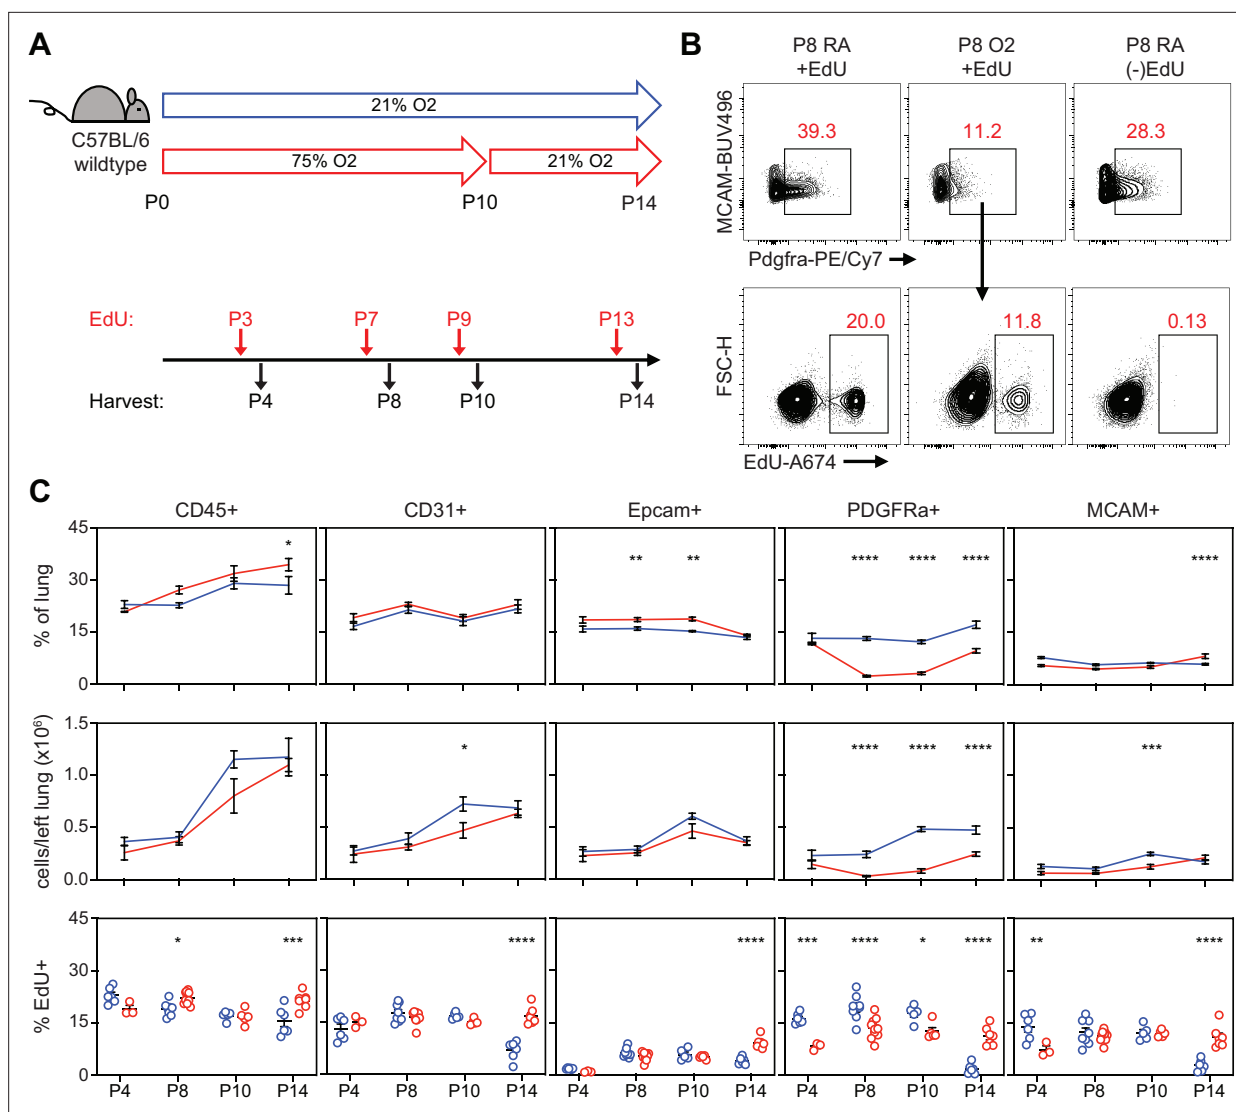 A
21% O2
C57BL/6
wildtype
75% O2
21% O2
P0
P10
P14
EdU:
P3
P7
P9
P13
Harvest:
P4
P8
P10
P14
B
P8 RA
+EdU
P8 O2
+EdU
P8 RA
(-)EdU
MCAM-BUV496
39.3
11.2
28.3
Pdgfra-PE/Cy7
FSC-H
20.0
11.8
0.13
EdU-A674
C
CD45+
CD31+
Epcam+
PDGFRa+
MCAM+
% of lung
45
30
15
0
*
** **
**** **** ****
****
cells/left lung (x10⁶)
1.5
1.0
0.5
0.0
*
**** **** ****
***
% EdU+
45
30
15
0
* ***
****
****
*** **** * ****
** ****
P4 P8 P10 P14
P4 P8 P10 P14
P4 P8 P10 P14
P4 P8 P10 P14
P4 P8 P10 P14